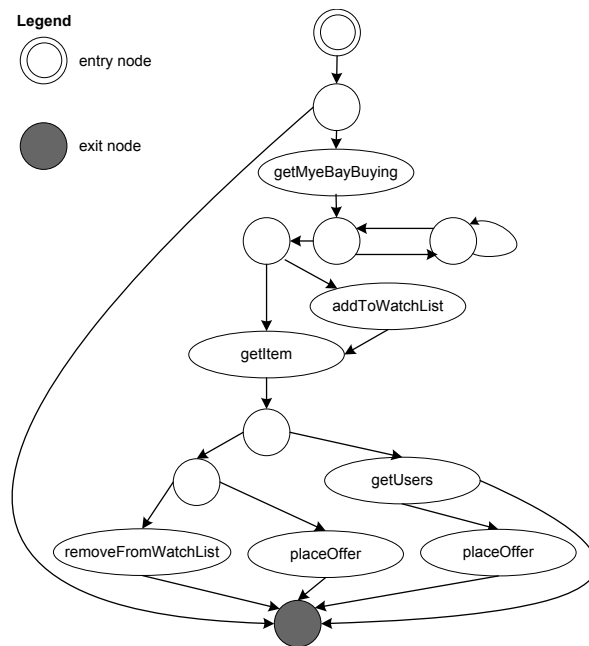 Legend
entry node
exit node
getMyeBayBuying
addToWatchList
getItem
getUsers
removeFromWatchList
placeOffer
placeOffer